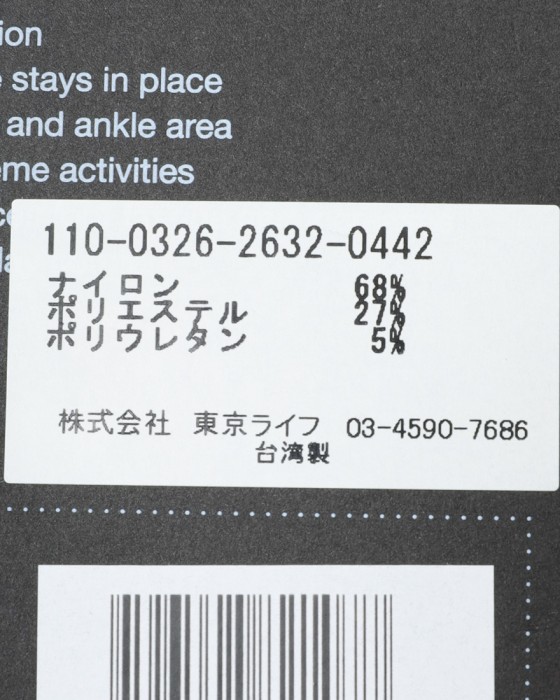 ion
stays in place
and ankle area
eme activities
110-0326-2632-0442
ナイロン 68%
ポリエステル 27%
ポリウレタン 5%
株式会社 東京ライフ 03-4590-7686
台湾製